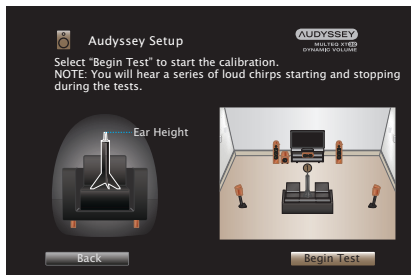 Audyssey Setup
AUDYSSEY
MULTEQ XT32
DYNAMIC VOLUME
Select “Begin Test” to start the calibration.
NOTE: You will hear a series of loud chirps starting and stopping
during the tests.
Ear Height
Back
Begin Test